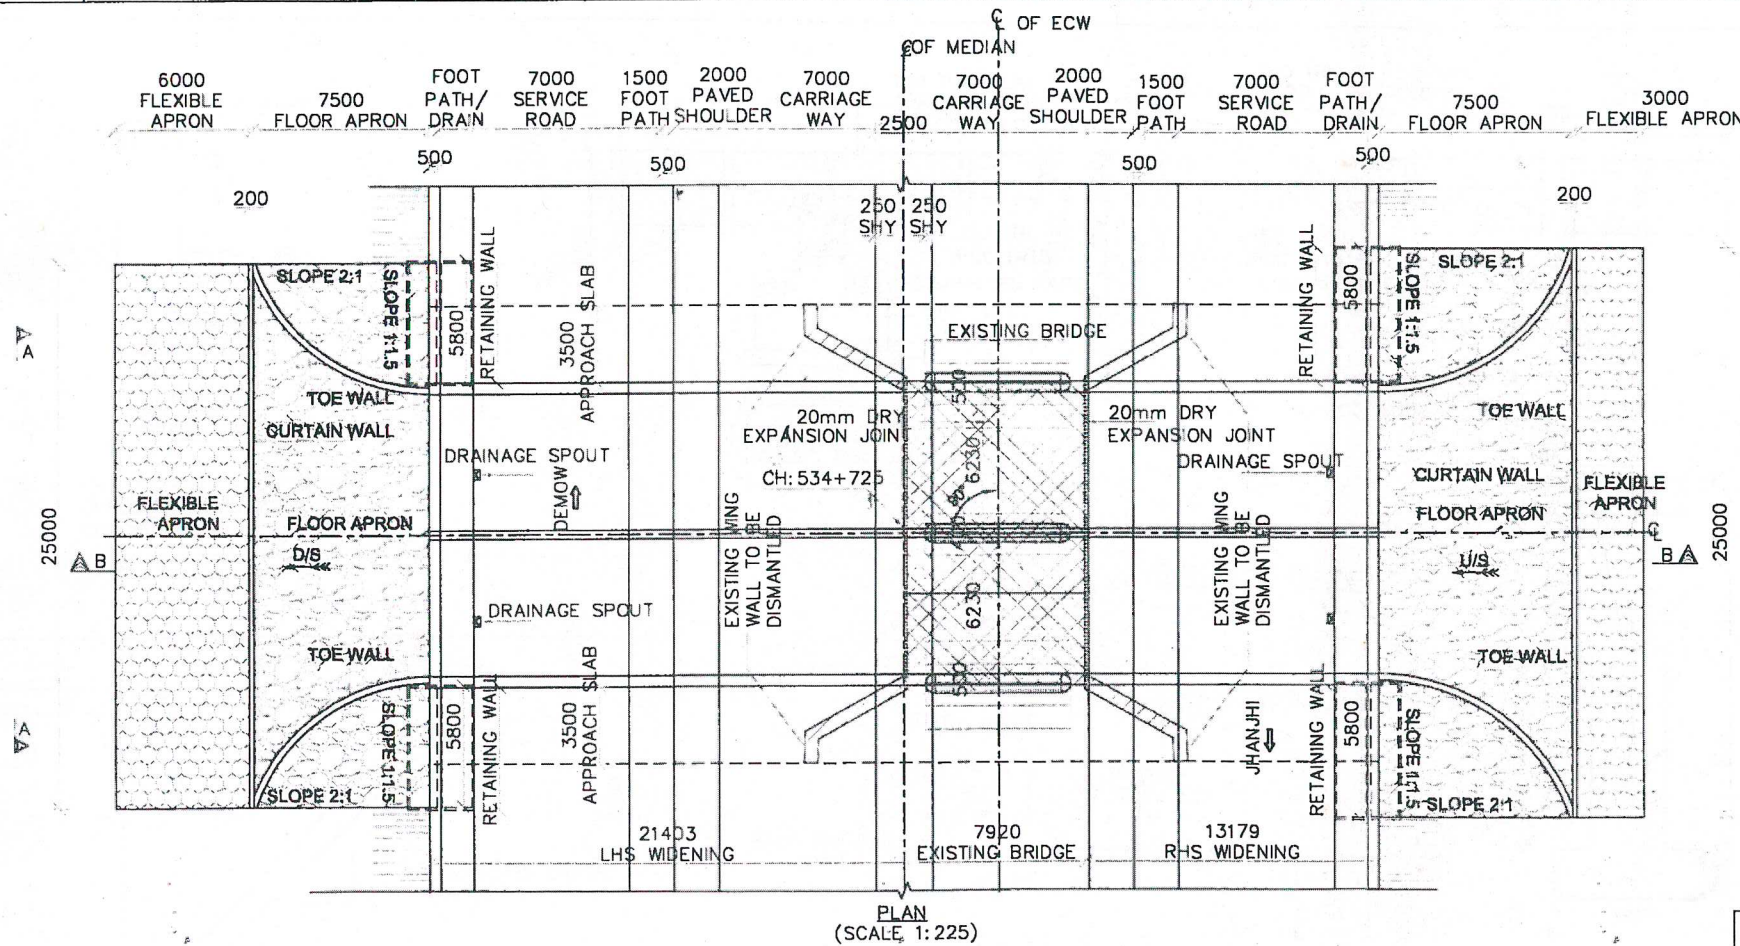 ℄ OF ECW
℄ OF MEDIAN
6000
FLEXIBLE
APRON
7500
FLOOR APRON
FOOT
PATH/
DRAIN
7000
SERVICE
ROAD
1500
FOOT
PATH
2000
PAVED
SHOULDER
7000
CARRIAGE
WAY
2500
7000
CARRIAGE
WAY
2000
PAVED
SHOULDER
1500
FOOT
PATH
7000
SERVICE
ROAD
FOOT
PATH/
DRAIN
7500
FLOOR APRON
3000
FLEXIBLE APRON
500
500
500
500
200
200
250
SHY
250
SHY
SLOPE 2:1
SLOPE 1:1.5
5800
RETAINING WALL
3500
APPROACH SLAB
EXISTING BRIDGE
RETAINING WALL
5800
SLOPE 1:1.5
SLOPE 2:1
A
TOE WALL
CURTAIN WALL
500
20mm DRY
EXPANSION JOINT
20mm DRY
EXPANSION JOINT
TOE WALL
DRAINAGE SPOUT
DEMOW
CH: 534+725
6230
DRAINAGE SPOUT
CURTAIN WALL
FLEXIBLE
APRON
FLOOR APRON
FLOOR APRON
FLEXIBLE
APRON
25000
D/S
U/S
℄
25000
B
B
EXISTING WING
WALL TO BE
DISMANTLED
EXISTING WING
WALL TO BE
DISMANTLED
DRAINAGE SPOUT
6230
TOE WALL
TOE WALL
A
500
SLOPE 2:1
SLOPE 1:1.5
5800
RETAINING WALL
3500
APPROACH SLAB
JHANJHI
RETAINING WALL
5800
SLOPE 1:1.5
SLOPE 2:1
21403
LHS WIDENING
7920
EXISTING BRIDGE
13179
RHS WIDENING
PLAN
(SCALE 1:225)